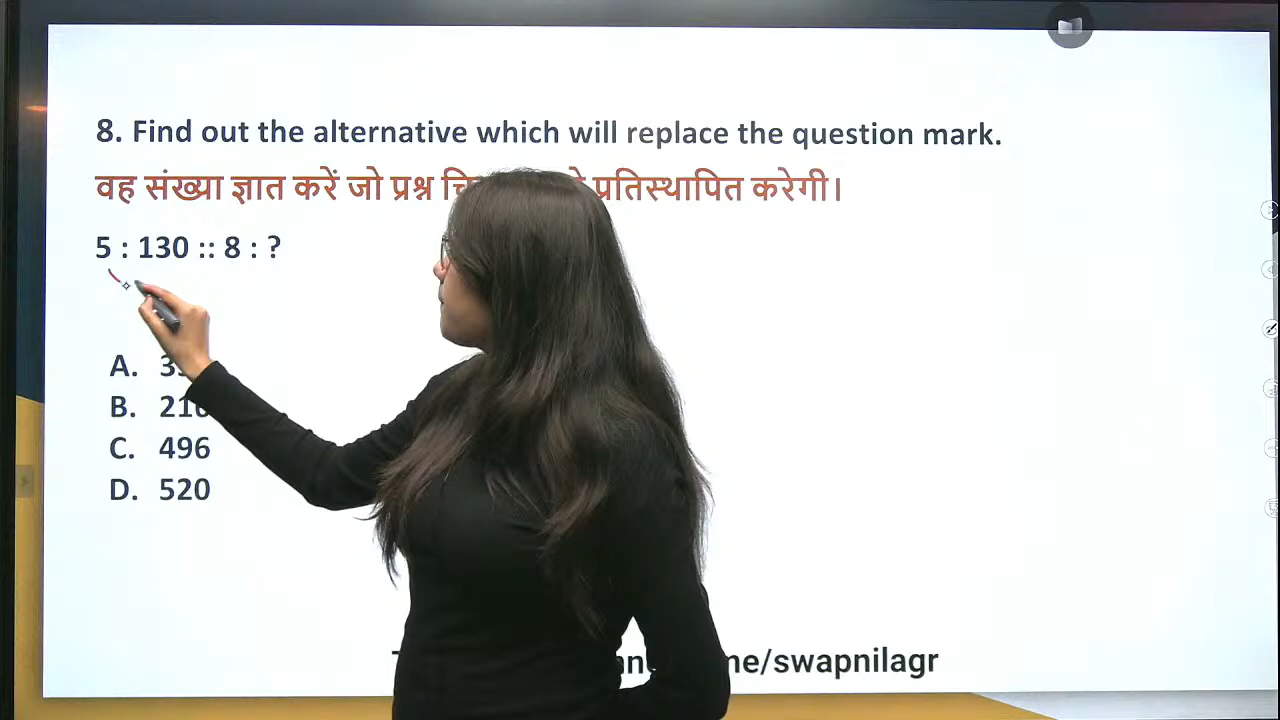 8. Find out the alternative which will replace the question mark.
वह संख्या ज्ञात करें जो प्रश्न प्रतिस्थापित करेगी।
5 : 130 :: 8 : ?
A.
B.
C. 496
D. 520
/swapnilagr